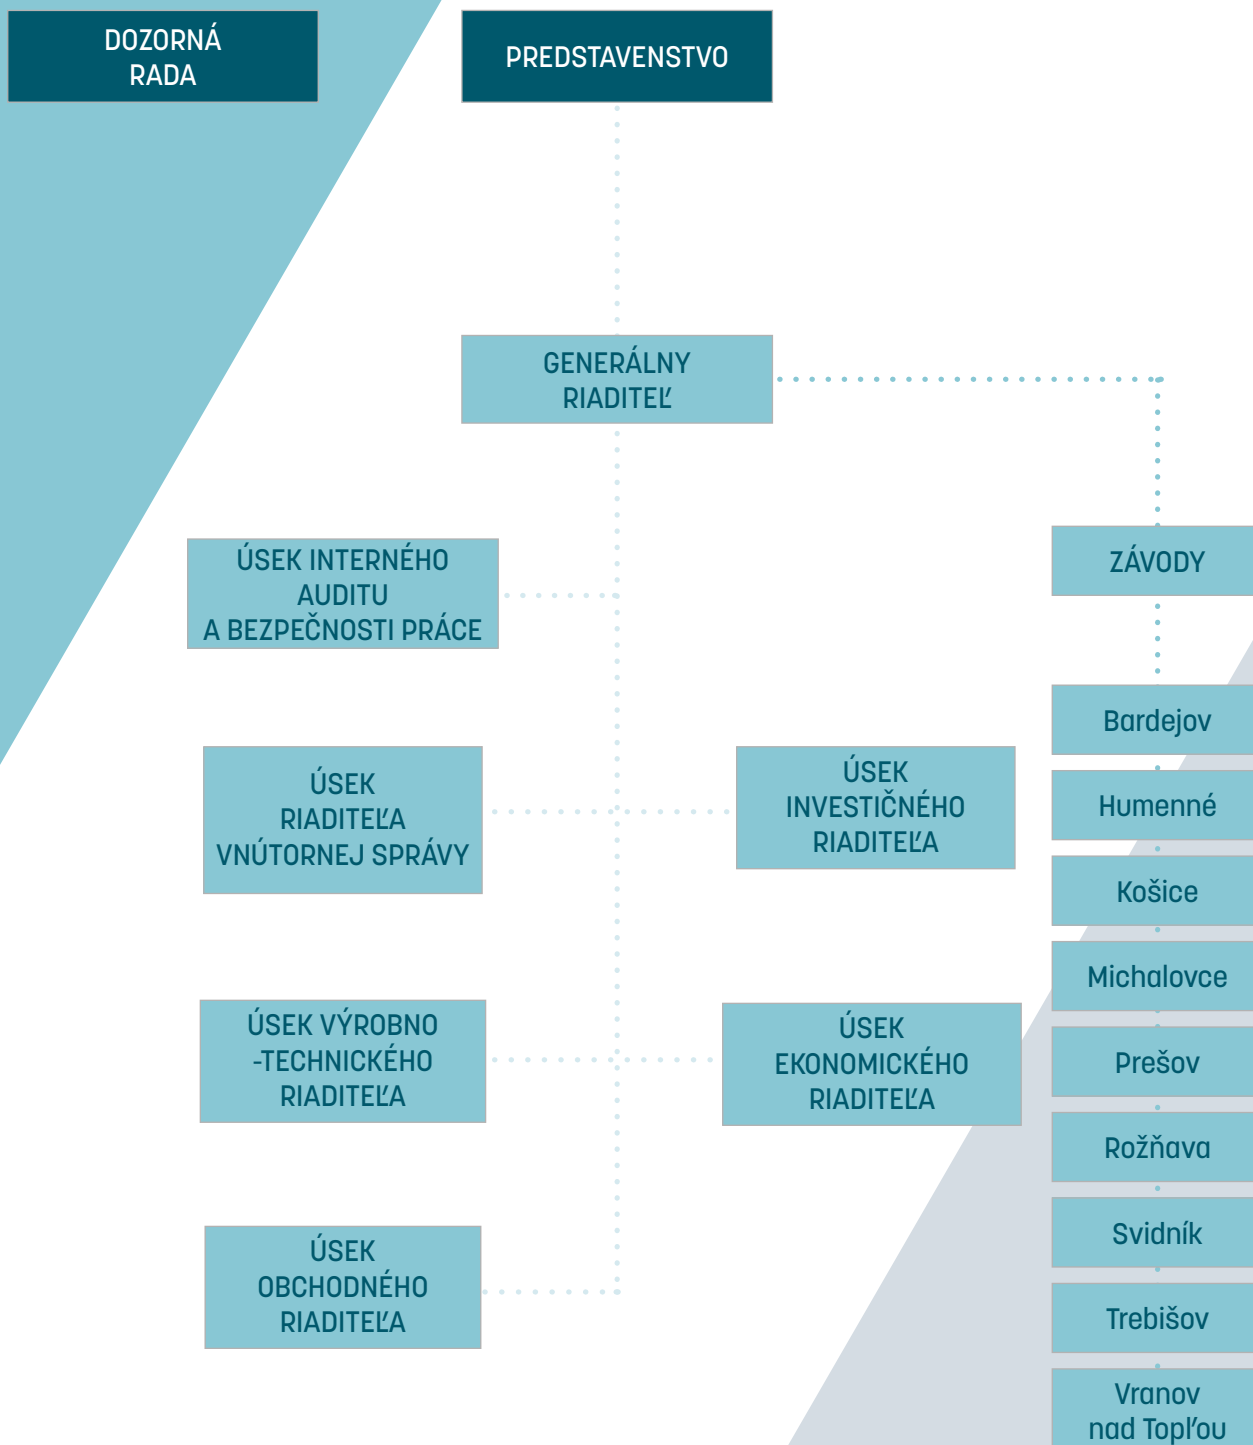 DOZORNÁ
RADA
PREDSTAVENSTVO
GENERÁLNY
RIADITEĽ
ÚSEK INTERNÉHO
AUDITU
A BEZPEČNOSTI PRÁCE
ZÁVODY
ÚSEK
RIADITEĽA
VNÚTORNEJ SPRÁVY
ÚSEK
INVESTIČNÉHO
RIADITEĽA
ÚSEK VÝROBNO
-TECHNICKÉHO
RIADITEĽA
ÚSEK
EKONOMICKÉHO
RIADITEĽA
ÚSEK
OBCHODNÉHO
RIADITEĽA
Bardejov
Humenné
Košice
Michalovce
Prešov
Rožňava
Svidník
Trebišov
Vranov
nad Topľou